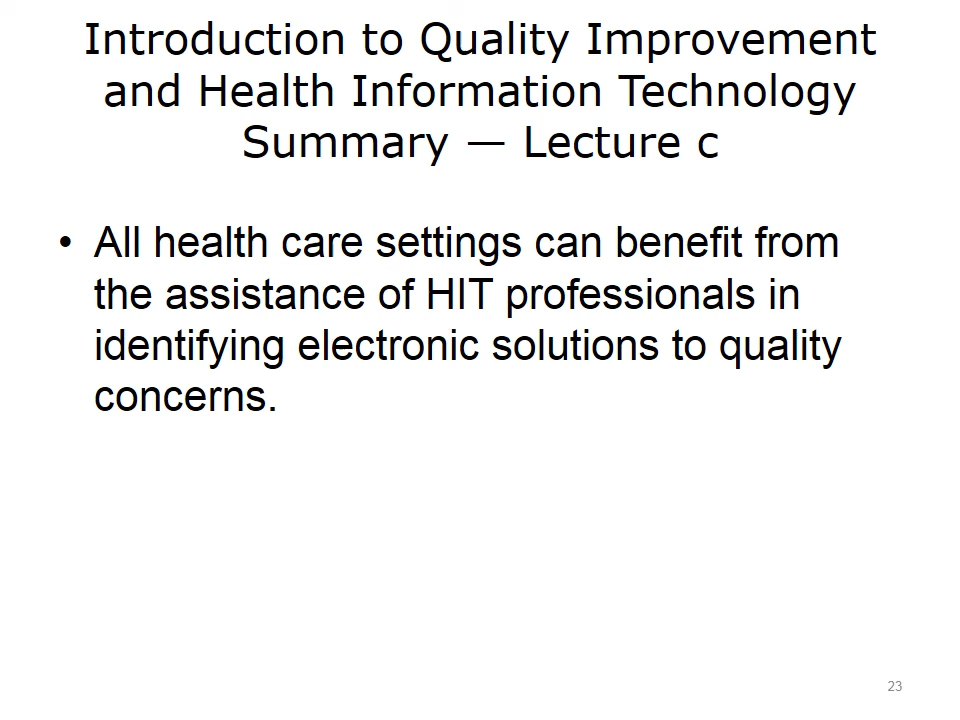 Introduction to Quality Improvement
and Health Information Technology
Summary — Lecture c
• All health care settings can benefit from
the assistance of HIT professionals in
identifying electronic solutions to quality
concerns.
23